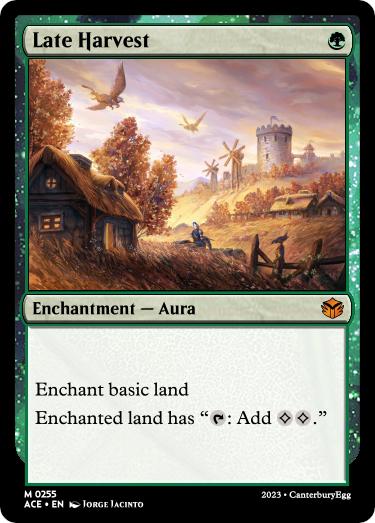 Late Harvest
Enchantment — Aura
Enchant basic land
Enchanted land has “: Add .”
M 0255
ACE • EN Jorge Jacinto
2023 • CanterburyEgg